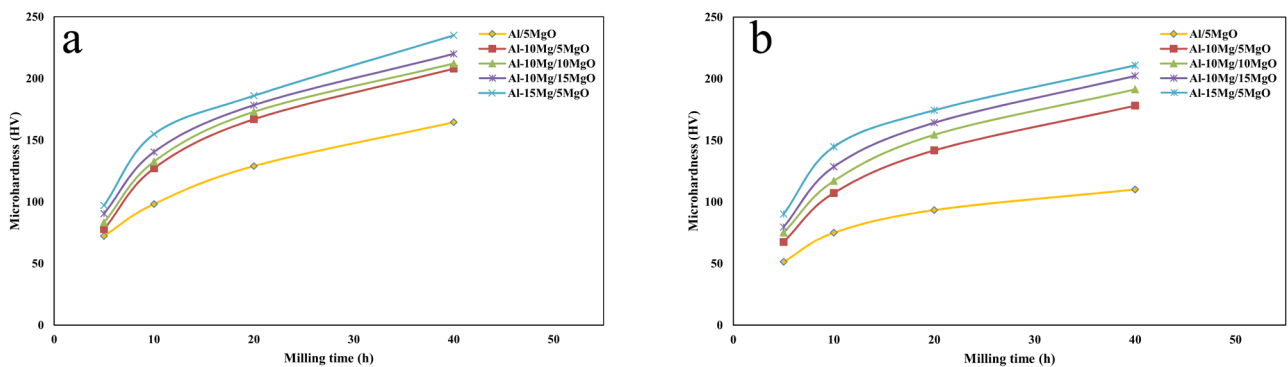 a
Microhardness (HV)
250
200
150
100
50
0
0 10 20 30 40 50
Milling time (h)
Al/5MgO
Al-10Mg/5MgO
Al-10Mg/10MgO
Al-10Mg/15MgO
Al-15Mg/5MgO
b
Microhardness (HV)
250
200
150
100
50
0
0 10 20 30 40 50
Milling time (h)
Al/5MgO
Al-10Mg/5MgO
Al-10Mg/10MgO
Al-10Mg/15MgO
Al-15Mg/5MgO